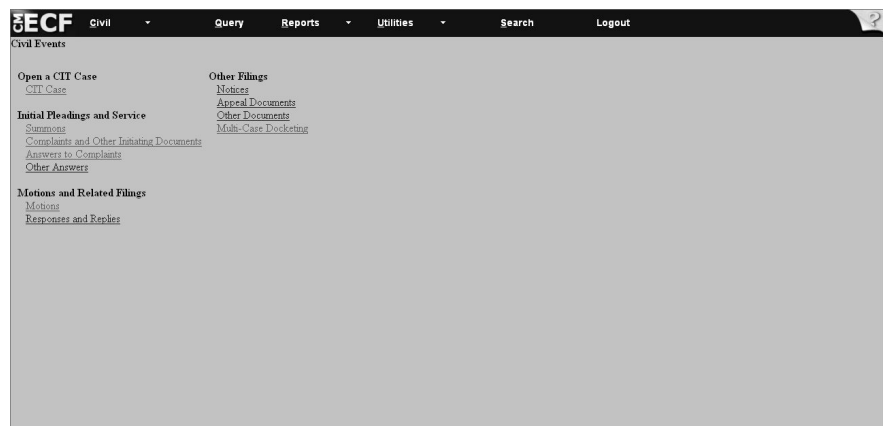 CM ECF Civil Query Reports Utilities Search Logout ?
Civil Events
Open a CIT Case
CIT Case
Initial Pleadings and Service
Summons
Complaints and Other Initiating Documents
Answers to Complaints
Other Answers
Motions and Related Filings
Motions
Responses and Replies
Other Filings
Notices
Appeal Documents
Other Documents
Multi-Case Docketing